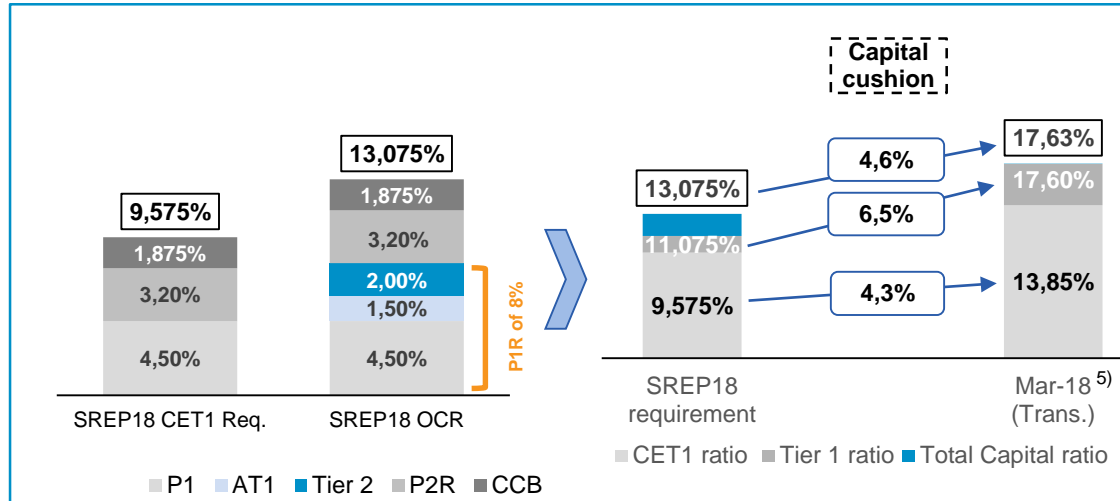 13,075%
1,875%
9,575%
3,20%
1,875%
2,00%
3,20%
1,50%
4,50%
4,50%
P1R of 8%
SREP18 CET1 Req.
SREP18 OCR
P1
AT1
Tier 2
P2R
CCB
Capital
cushion
17,63%
4,6%
13,075%
17,60%
6,5%
11,075%
13,85%
9,575%
4,3%
SREP18
requirement
Mar-18 5)
(Trans.)
CET1 ratio
Tier 1 ratio
Total Capital ratio